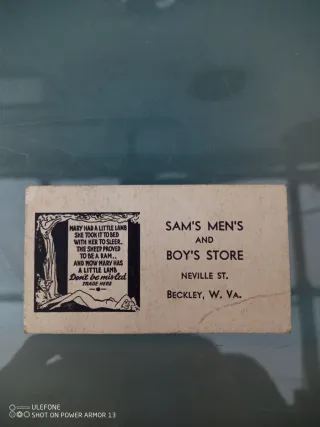 MARY HAD A LITTLE LAMB
SHE TOOK IT TO BED
WITH HER TO SLEEP..
THE SHEEP PROVED
TO BE A RAM..
AND NOW MARY HAS
A LITTLE LAMB
Don't be misled
TRADE HERE
SAM'S MEN'S
AND
BOY'S STORE
NEVILLE ST.
BECKLEY, W. VA.
ULEFONE
SHOT ON POWER ARMOR 13